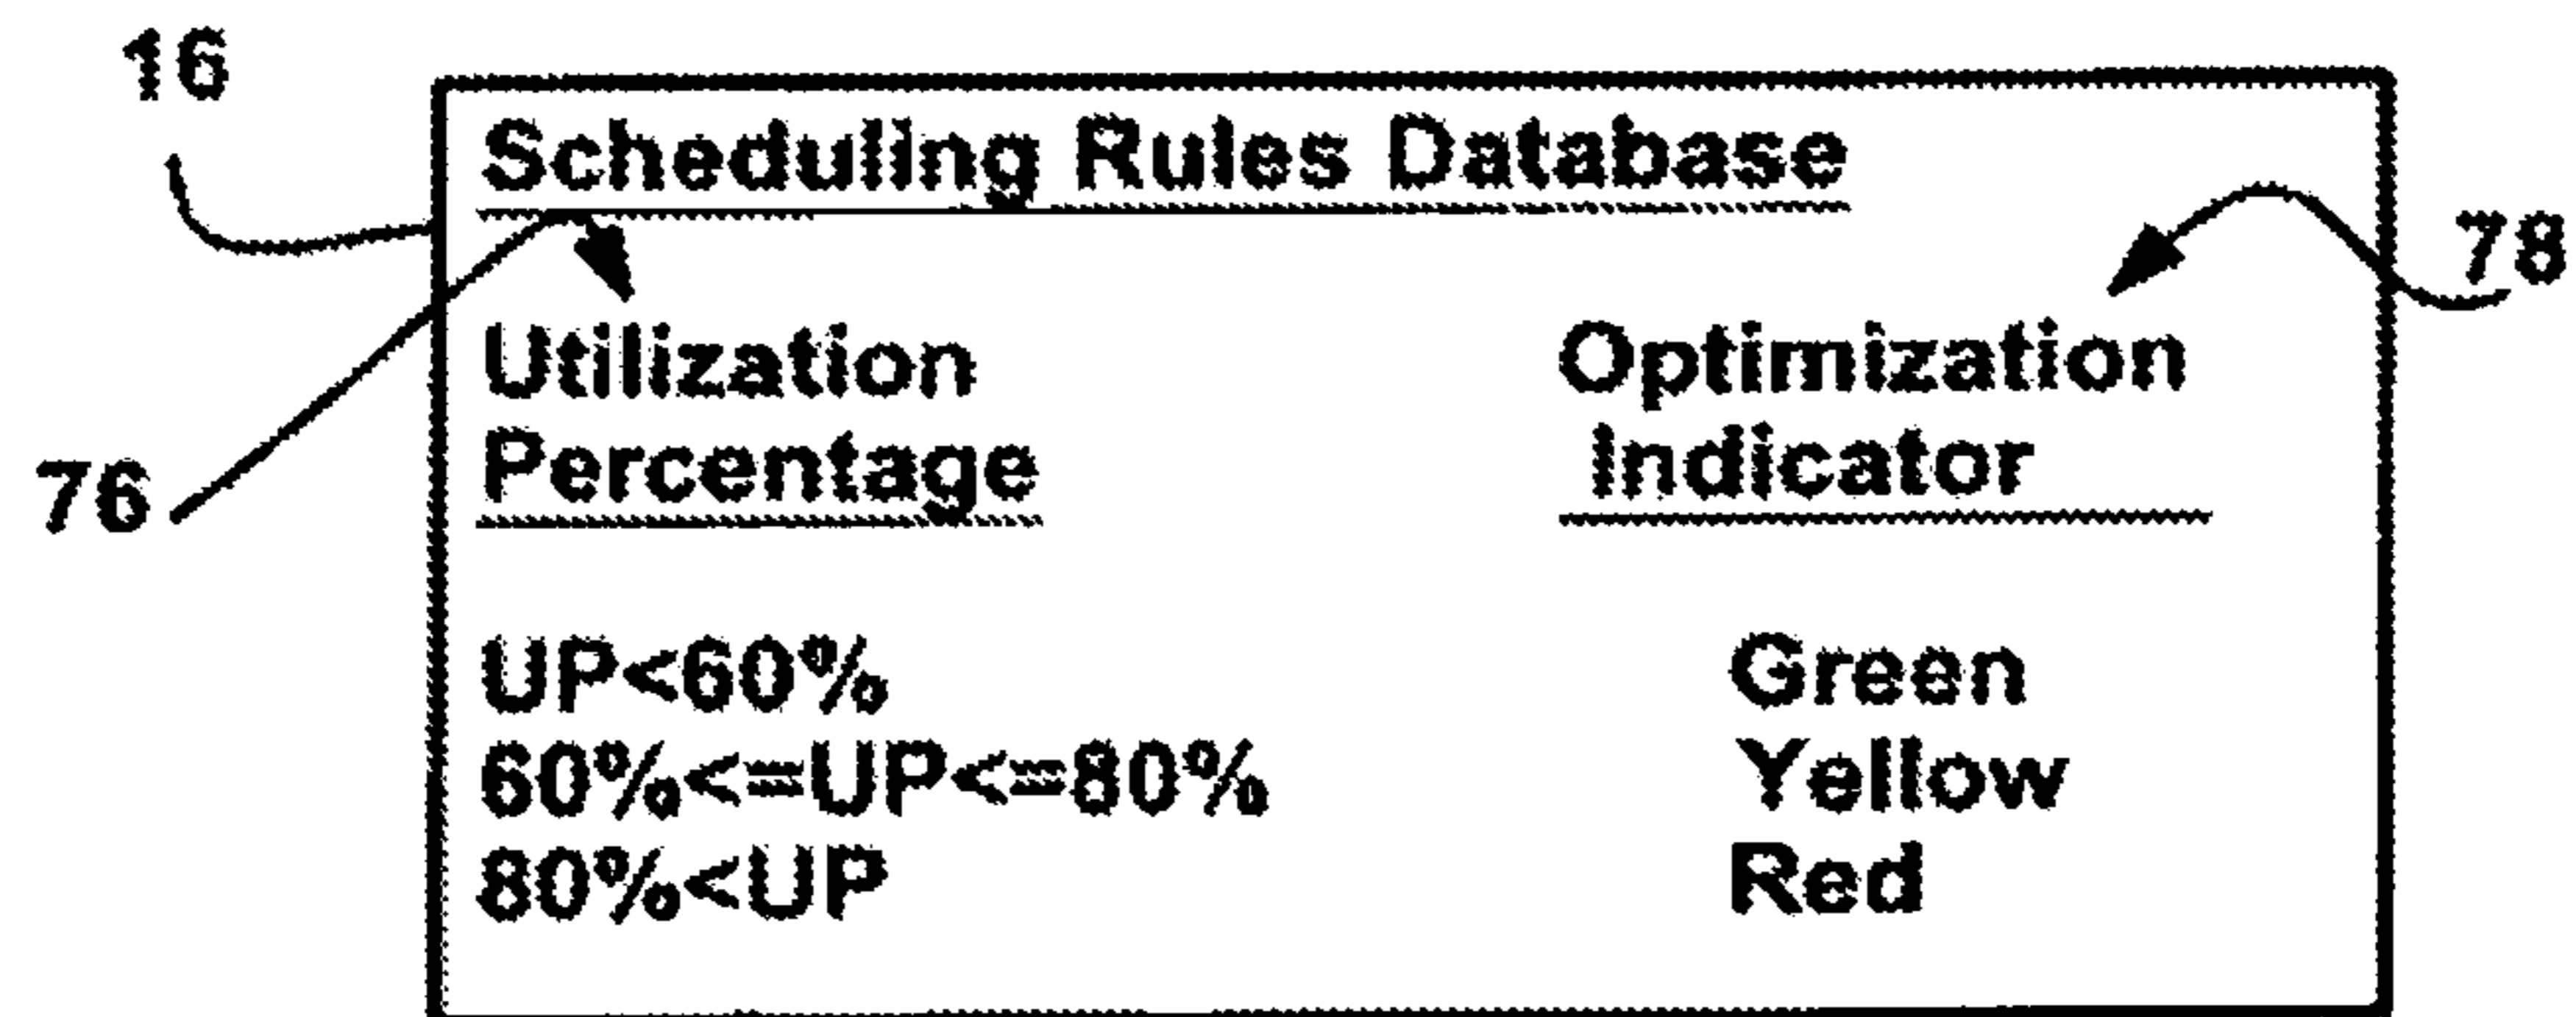 16
Scheduling Rules Database
78
Utilization Optimization
Percentage Indicator
76
UP<60% Green
60%<=UP<=80% Yellow
80%<UP Red